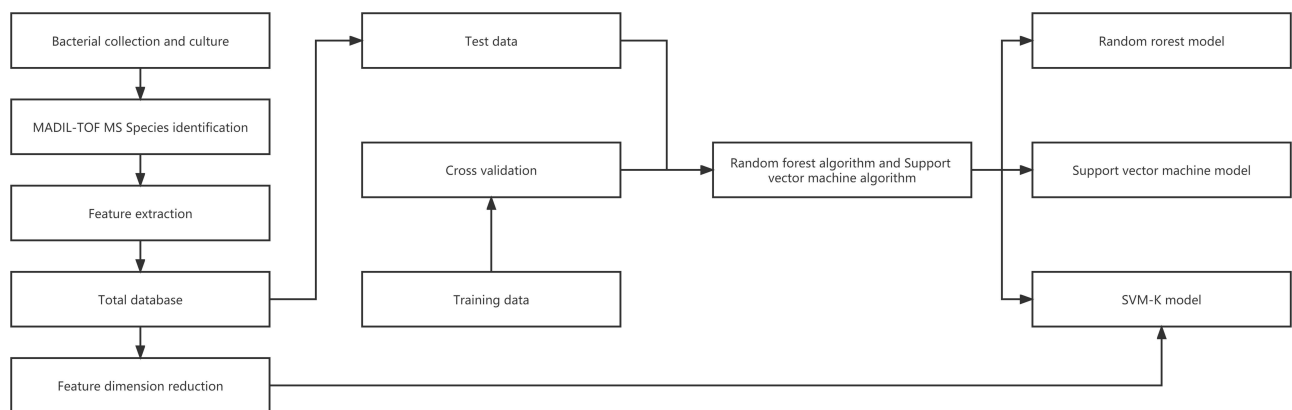 Bacterial collection and culture
MADIL-TOF MS Species identification
Feature extraction
Total database
Feature dimension reduction
Test data
Cross validation
Training data
Random forest algorithm and Support
vector machine algorithm
Random rorest model
Support vector machine model
SVM-K model